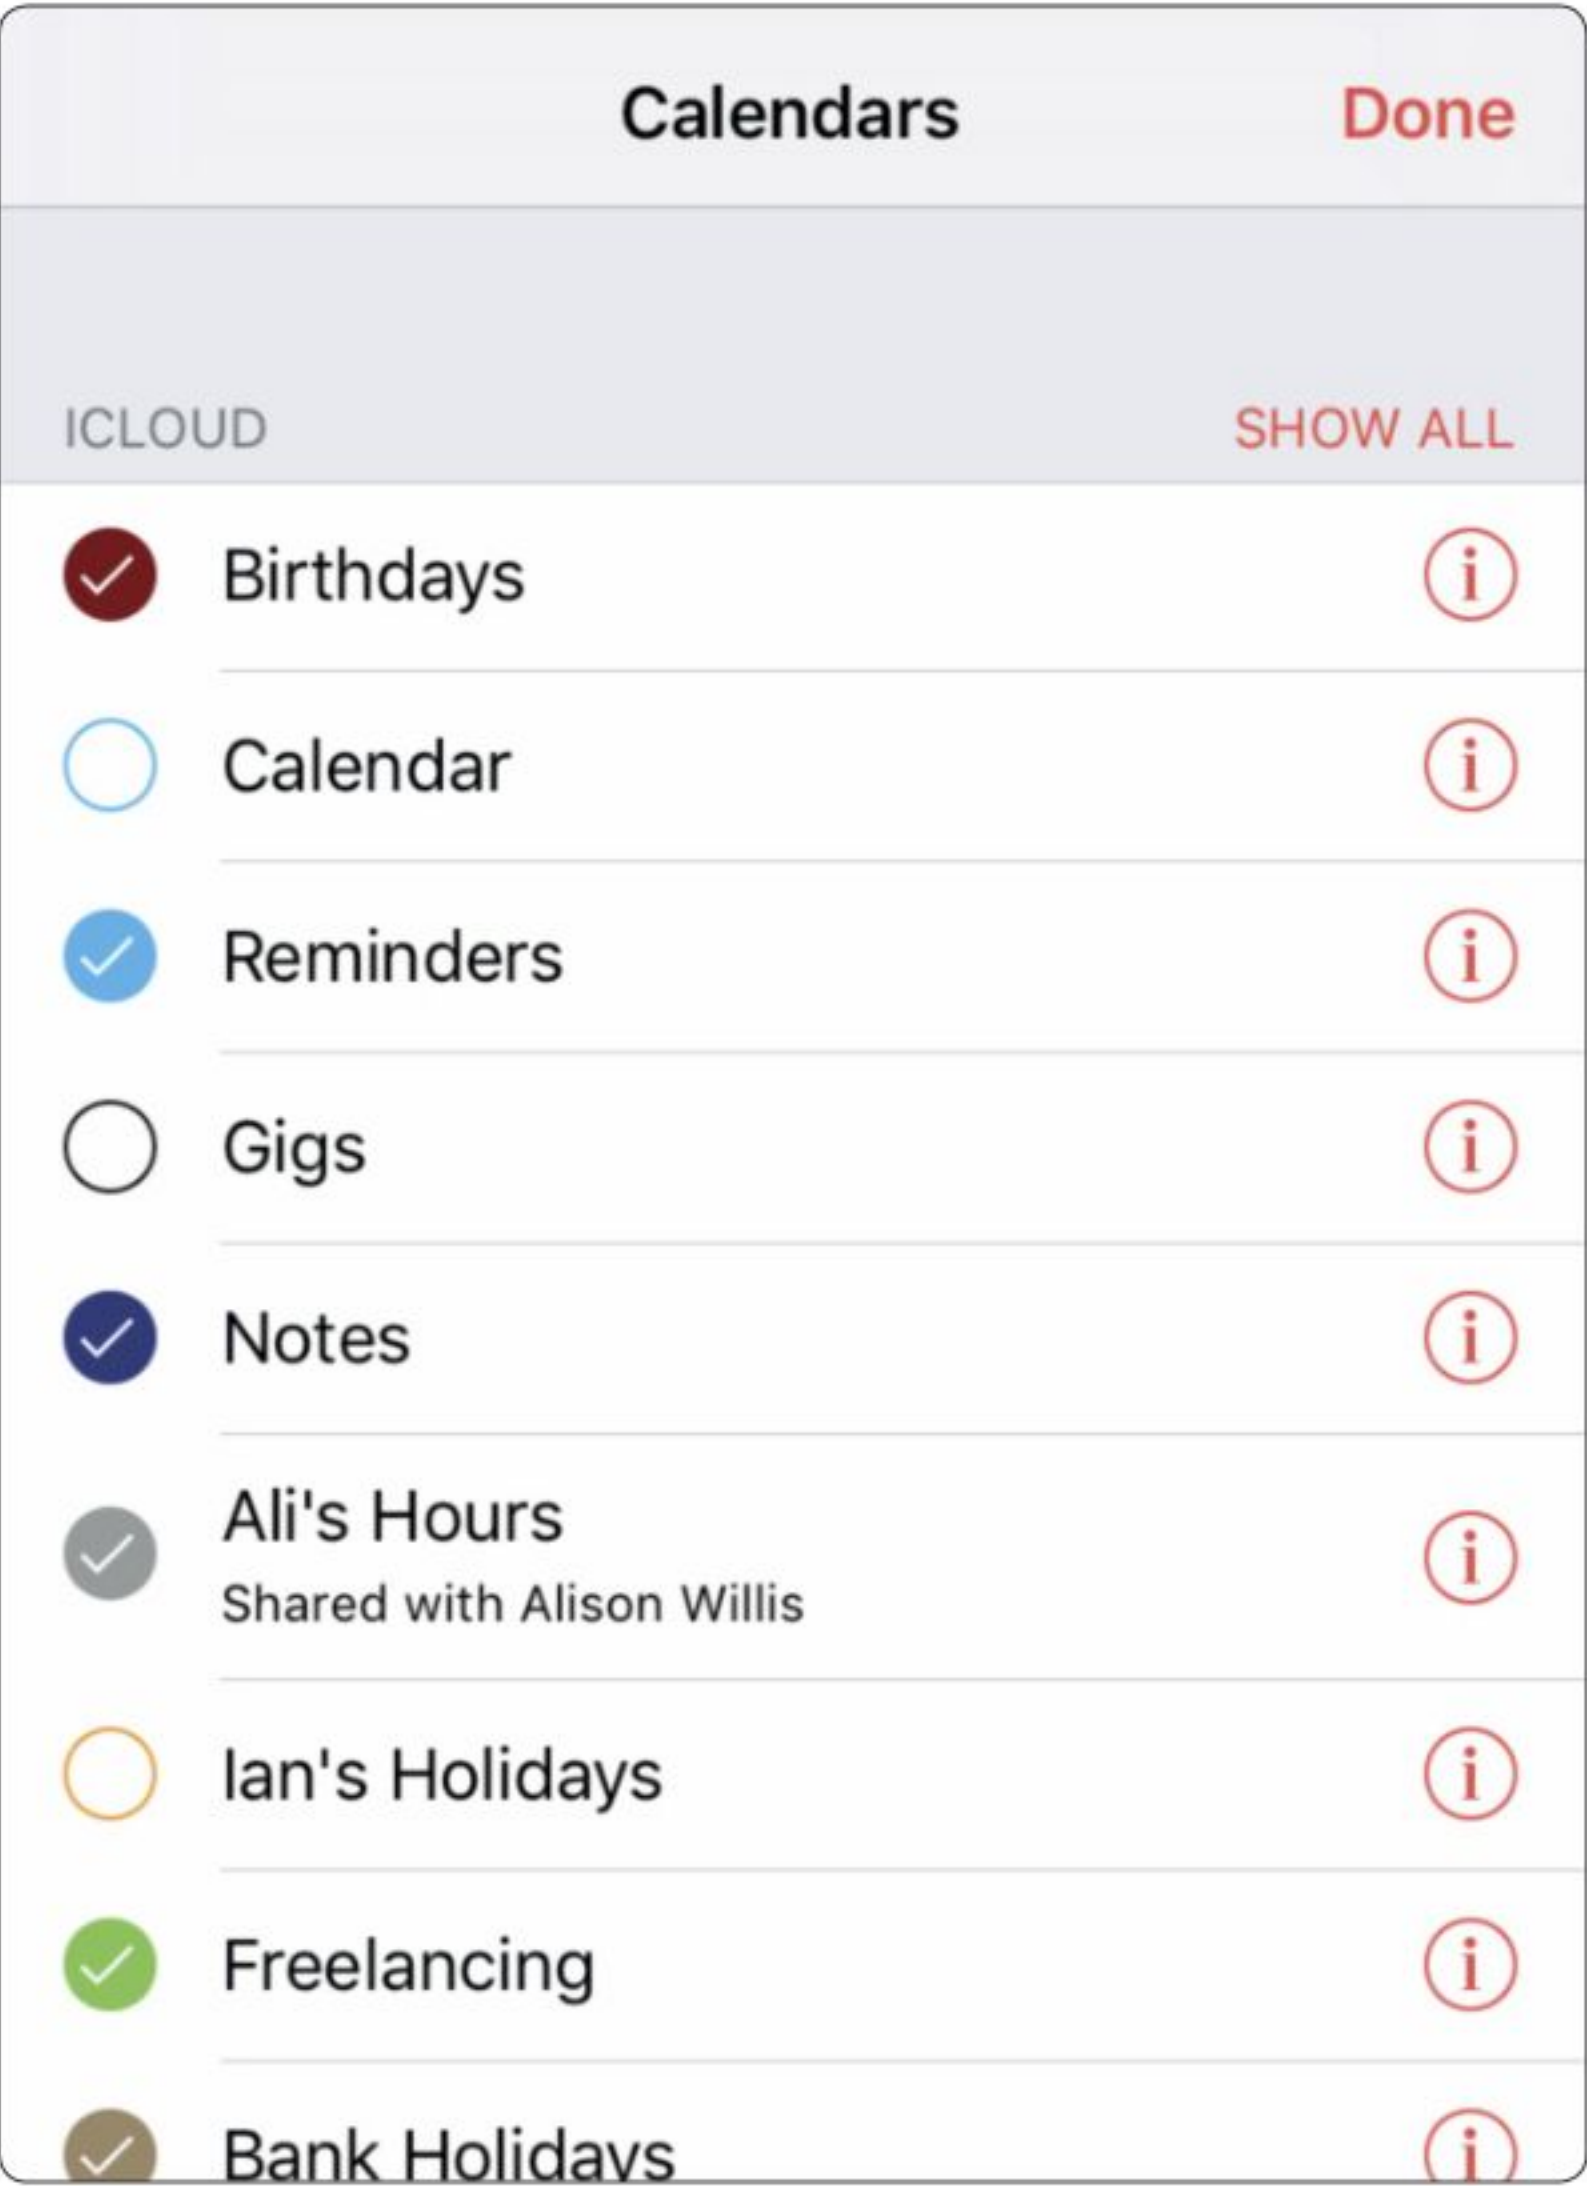 Calendars
Done
ICLOUD
SHOW ALL
Birthdays
Calendar
Reminders
Gigs
Notes
Ali's Hours
Shared with Alison Willis
Ian's Holidays
Freelancing
Bank Holidays